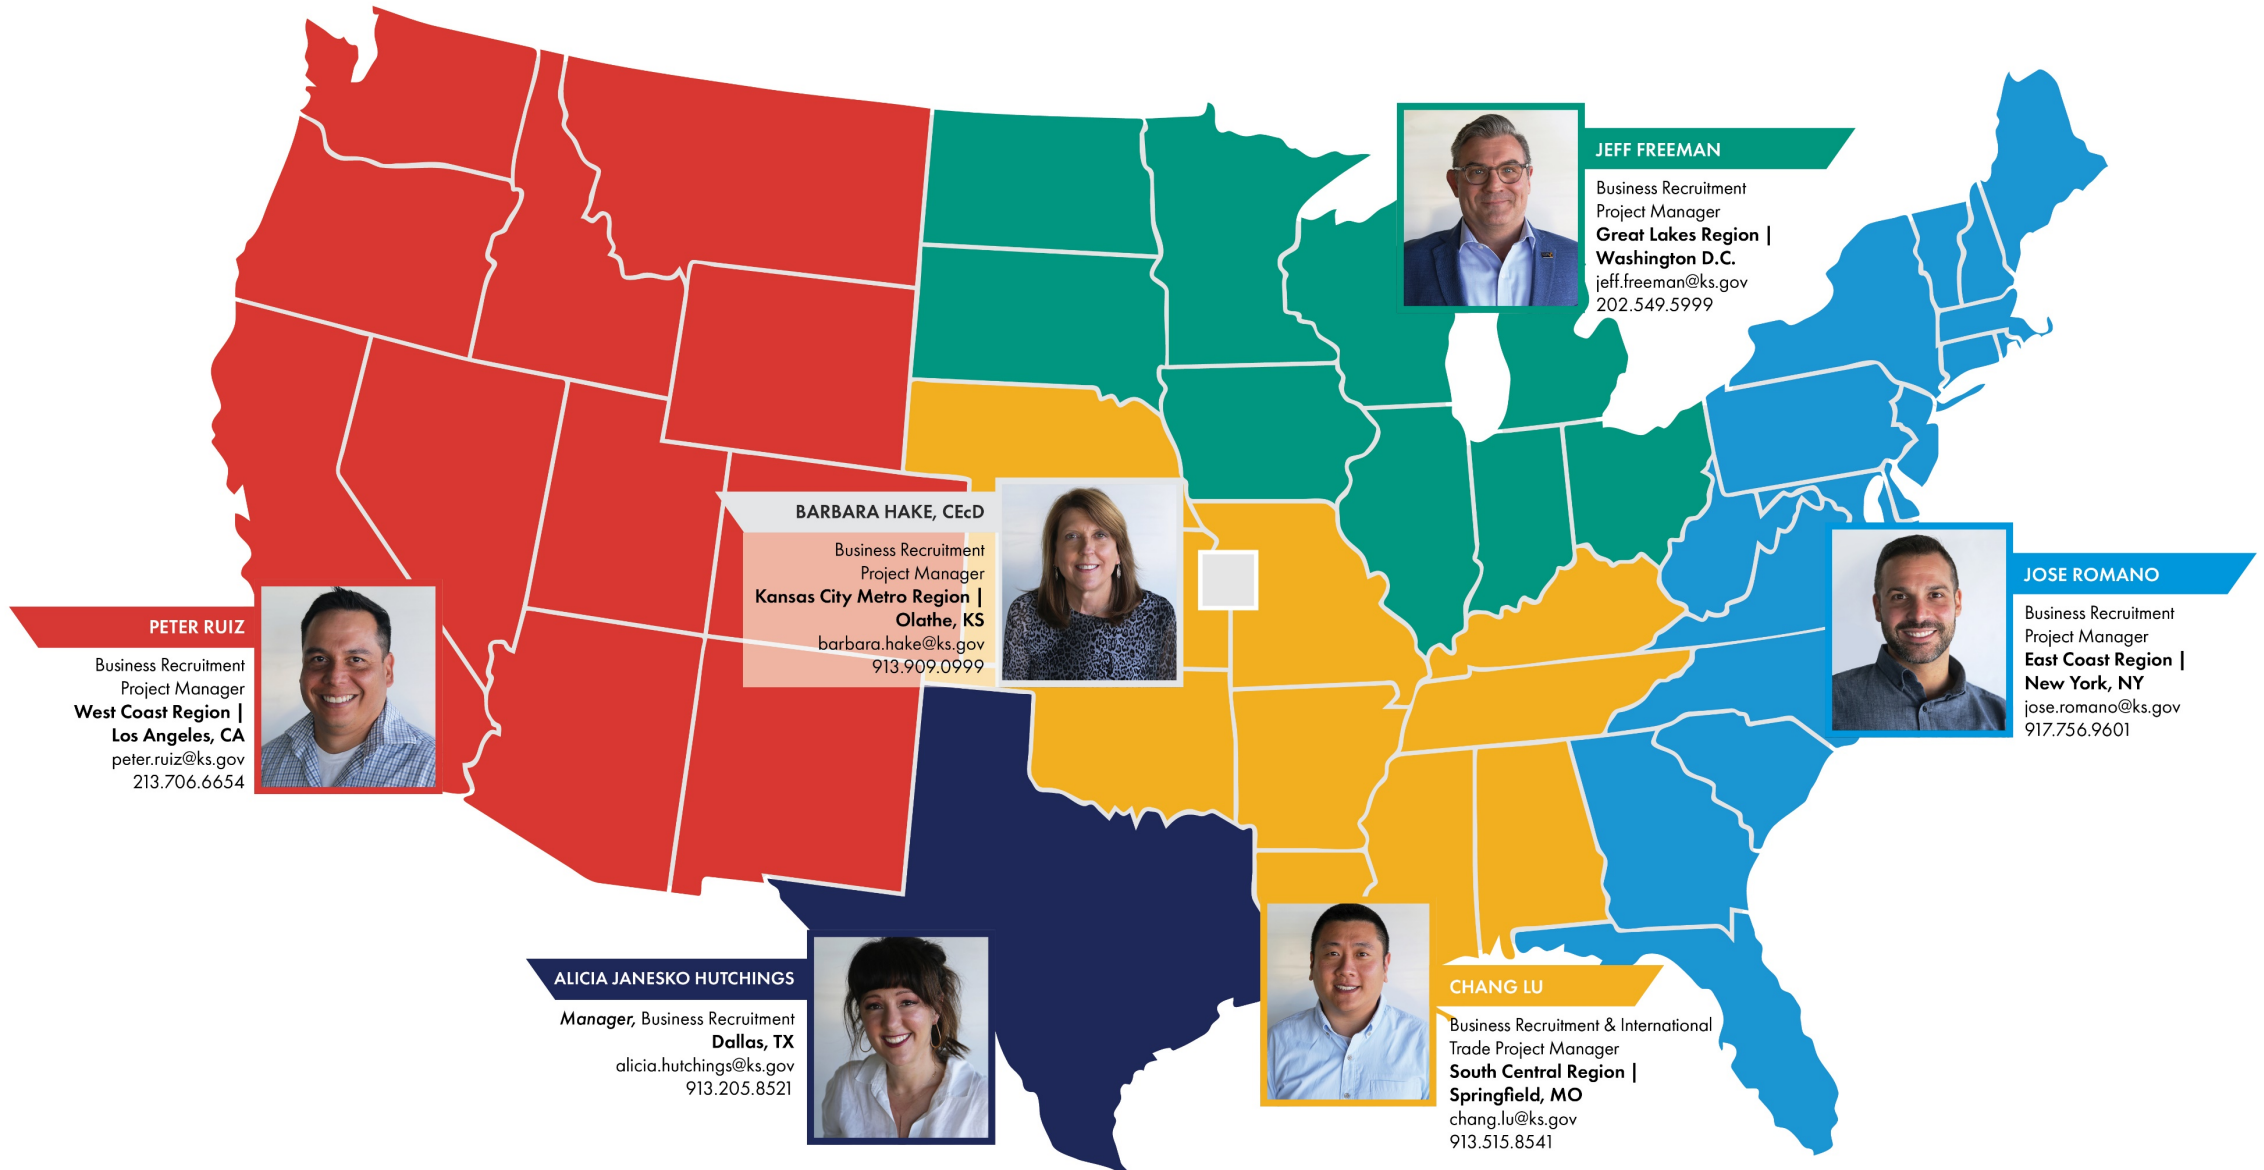 JEFF FREEMAN
Business Recruitment
Project Manager
Great Lakes Region |
Washington D.C.
jeff.freeman@ks.gov
202.549.5999
BARBARA HAKE, CEcD
Business Recruitment
Project Manager
Kansas City Metro Region |
Olathe, KS
barbara.hake@ks.gov
913.909.0999
JOSE ROMANO
Business Recruitment
Project Manager
East Coast Region |
New York, NY
jose.romano@ks.gov
917.756.9601
PETER RUIZ
Business Recruitment
Project Manager
West Coast Region |
Los Angeles, CA
peter.ruiz@ks.gov
213.706.6654
ALICIA JANESKO HUTCHINGS
Manager, Business Recruitment
Dallas, TX
alicia.hutchings@ks.gov
913.205.8521
CHANG LU
Business Recruitment & International
Trade Project Manager
South Central Region |
Springfield, MO
chang.lu@ks.gov
913.515.8541